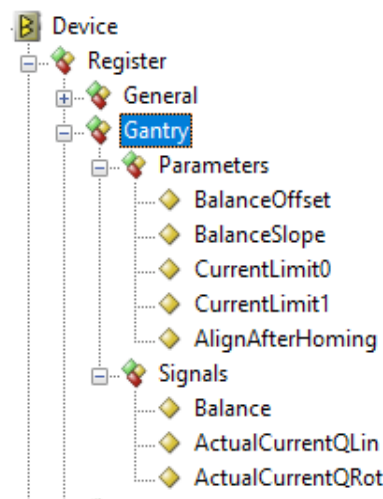 Device
Register
General
Gantry
Parameters
BalanceOffset
BalanceSlope
CurrentLimit0
CurrentLimit1
AlignAfterHoming
Signals
Balance
ActualCurrentQLin
ActualCurrentQRot